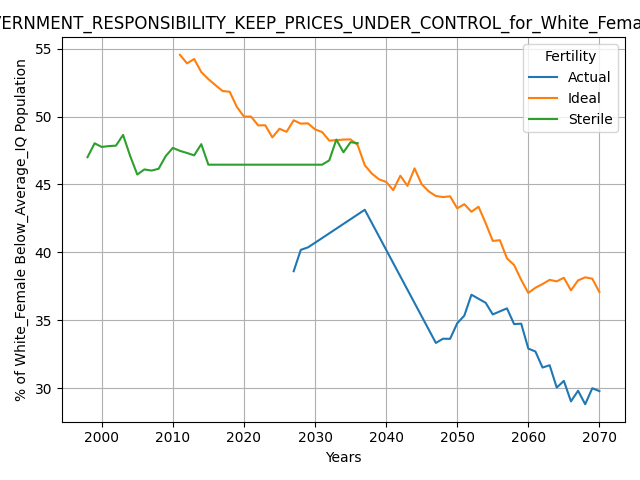 VERNMENT_RESPONSIBILITY_KEEP_PRICES_UNDER_CONTROL_for_White_Fema
Fertility
Actual
Ideal
Sterile
% of White_Female Below_Average_IQ Population
55
50
45
40
35
30
2000 2010 2020 2030 2040 2050 2060 2070
Years